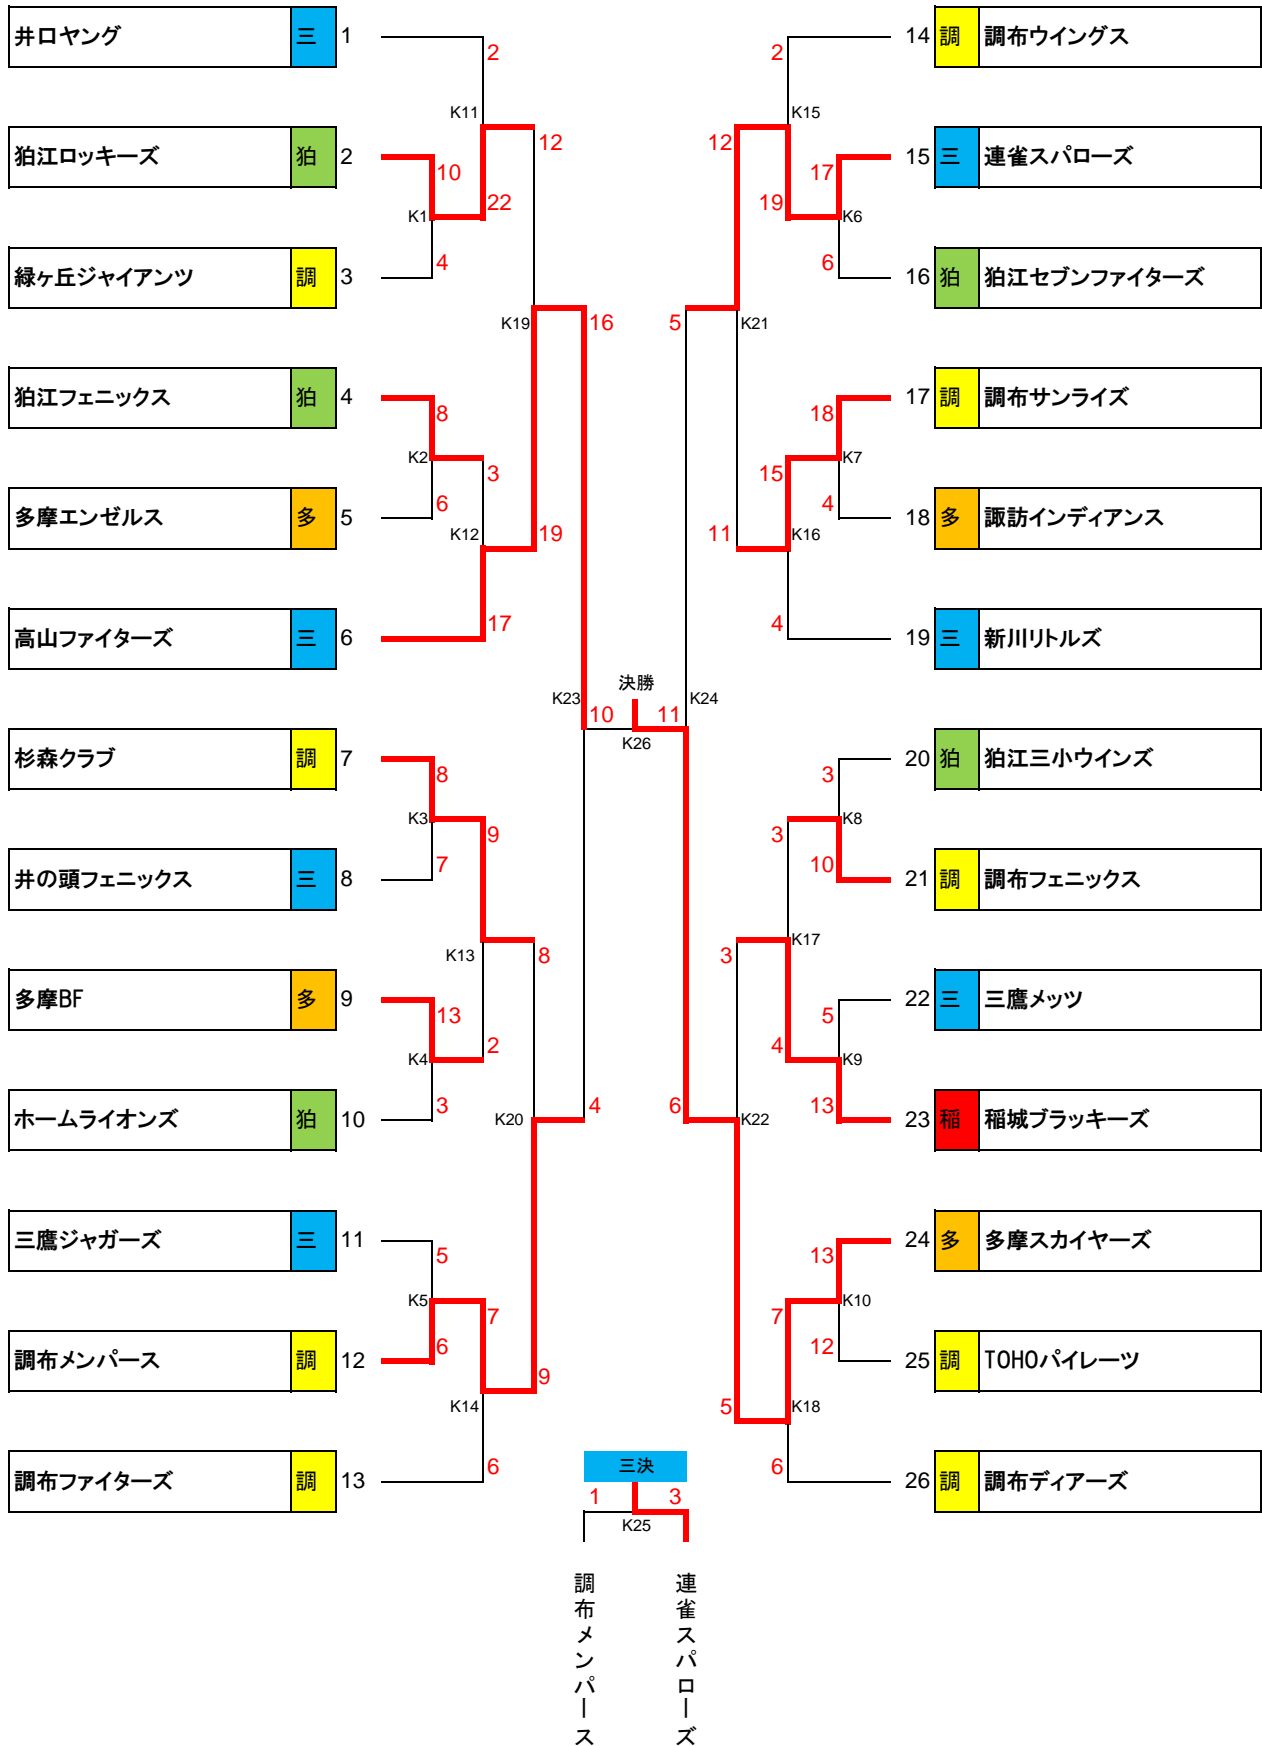 井口ヤング 三 1
2
K11
狛江ロッキーズ 狛 2
10
12
K1
22
緑ヶ丘ジャイアンツ 調 3
4
K19
16
狛江フェニックス 狛 4
8
K2
3
多摩エンゼルス 多 5
6
K12
19
高山ファイターズ 三 6
17
K23
10
杉森クラブ 調 7
8
K3
9
井の頭フェニックス 三 8
7
K13
8
多摩BF 多 9
13
K4
2
ホームライオンズ 狛 10
3
K20
4
三鷹ジャガーズ 三 11
5
K5
7
調布メンパース 調 12
6
9
K14
調布ファイターズ 調 13
6
決勝
K26
14 調 調布ウイングス
2
K15
12
15 三 連雀スパローズ
17
19
K6
16 狛 狛江セブンファイターズ
6
5
K21
17 調 調布サンライズ
18
15
K7
18 多 諏訪インディアンス
4
11
K16
19 三 新川リトルズ
4
K24
11
20 狛 狛江三小ウインズ
3
3
K8
21 調 調布フェニックス
10
K17
3
22 三 三鷹メッツ
5
4
K9
23 稲 稲城ブラッキーズ
13
6
K22
24 多 多摩スカイヤーズ
13
7
K10
25 調 TOHOパイレーツ
12
5
K18
26 調 調布ディアーズ
6
三決
1 3
K25
調布メンパース
連雀スパローズ